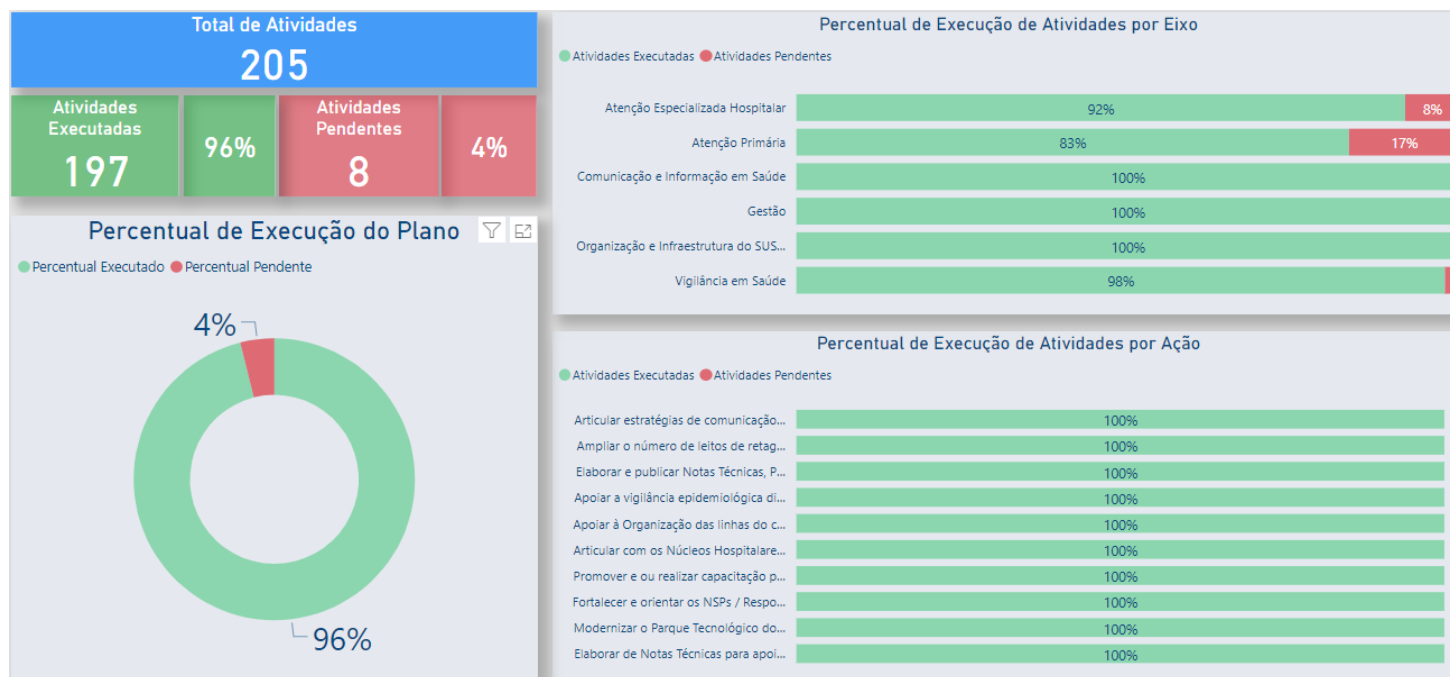 Total de Atividades
205
Atividades
Executadas
197
96%
Atividades
Pendentes
8
4%
Percentual de Execução do Plano
Percentual Executado Percentual Pendente
4%
96%
Percentual de Execução de Atividades por Eixo
Atividades Executadas Atividades Pendentes
Atenção Especializada Hospitalar 92% 8%
Atenção Primária 83% 17%
Comunicação e Informação em Saúde 100%
Gestão 100%
Organização e Infraestrutura do SUS... 100%
Vigilância em Saúde 98%
Percentual de Execução de Atividades por Ação
Atividades Executadas Atividades Pendentes
Articular estratégias de comunicação... 100%
Ampliar o número de leitos de retag... 100%
Elaborar e publicar Notas Técnicas, P... 100%
Apoiar a vigilância epidemiológica di... 100%
Apoiar à Organização das linhas do c... 100%
Articular com os Núcleos Hospitalare... 100%
Promover e ou realizar capacitação p... 100%
Fortalecer e orientar os NSPs / Respo... 100%
Modernizar o Parque Tecnológico do... 100%
Elaborar de Notas Técnicas para apoi... 100%